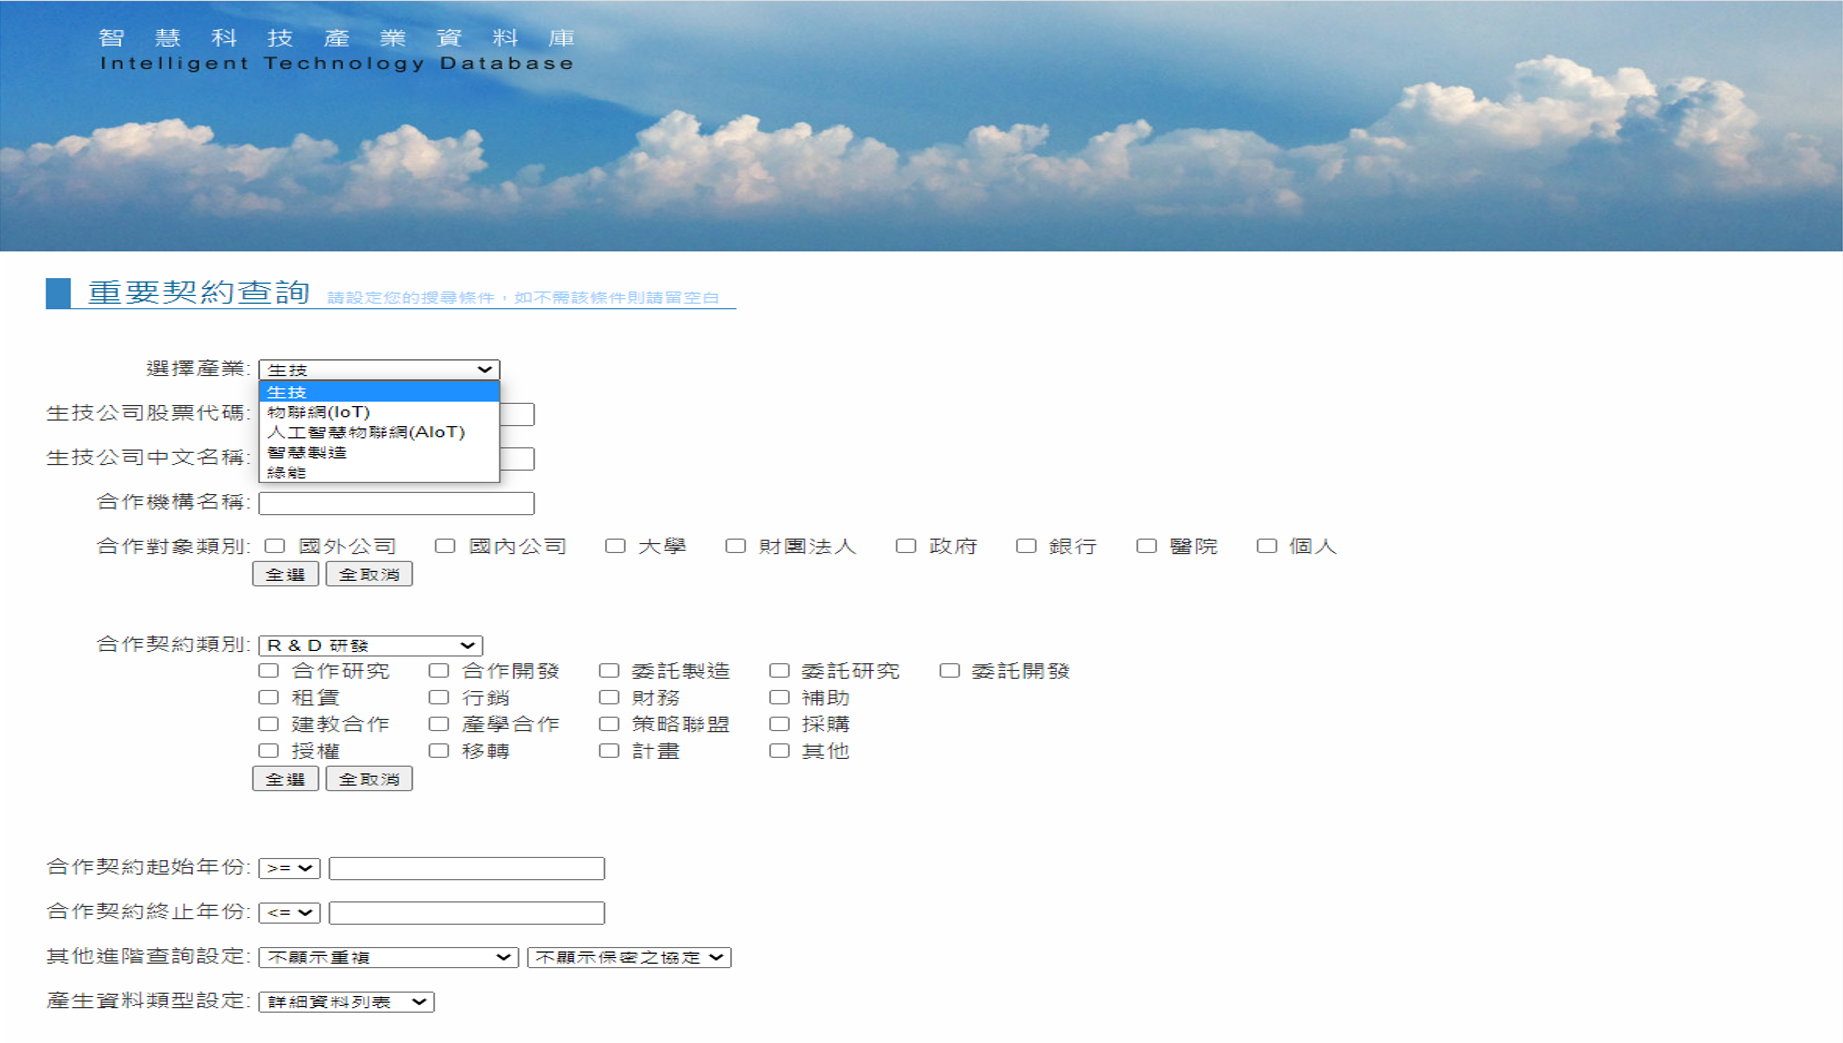 智慧科技產業資料庫
Intelligent Technology Database
重要契約查詢 請設定您的搜尋條件，如不需該條件則請留空白
選擇產業: 生技
生技
物聯網(IoT)
人工智慧物聯網(AIoT)
智慧製造
綠能
生技公司股票代碼:
生技公司中文名稱:
合作機構名稱:
合作對象類別: 國外公司 國內公司 大學 財團法人 政府 銀行 醫院 個人
全選 全取消
合作契約類別: R & D 研發
合作研究 合作開發 委託製造 委託研究 委託開發
租賃 行銷 財務 補助
建教合作 產學合作 策略聯盟 採購
授權 移轉 計畫 其他
全選 全取消
合作契約起始年份: >=
合作契約終止年份: <=
其他進階查詢設定: 不顯示重複 不顯示保密之協定
產生資料類型設定: 詳細資料列表